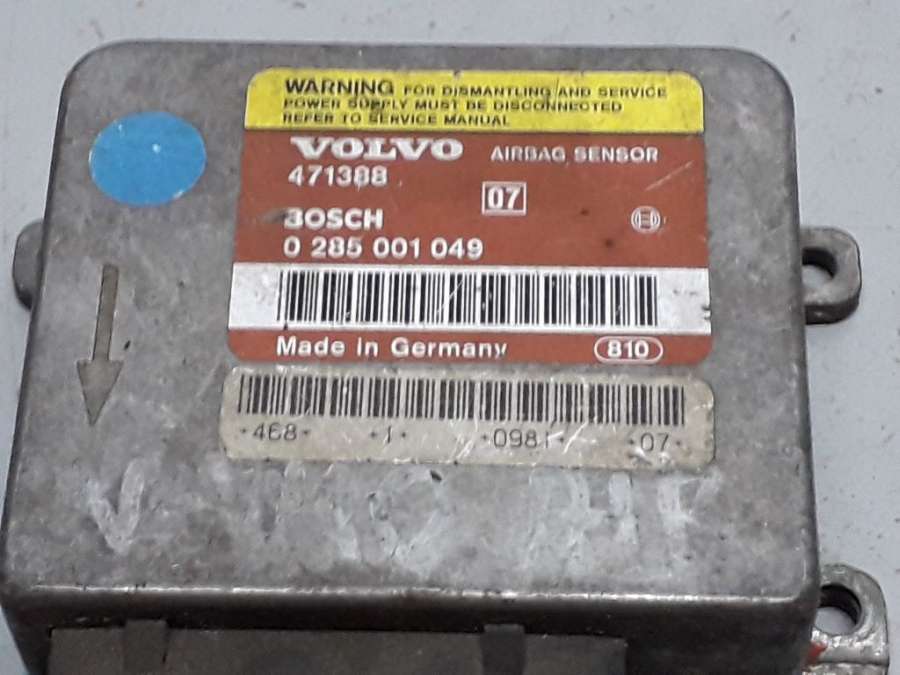 WARNING FOR DISMANTLING AND SERVICE
POWER SUPPLY MUST BE DISCONNECTED
REFER TO SERVICE MANUAL
VOLVO AIRBAG SENSOR
471388
07
BOSCH
0 285 001 049
Made in Germany 810
*468* *1* *0981* *07*
V